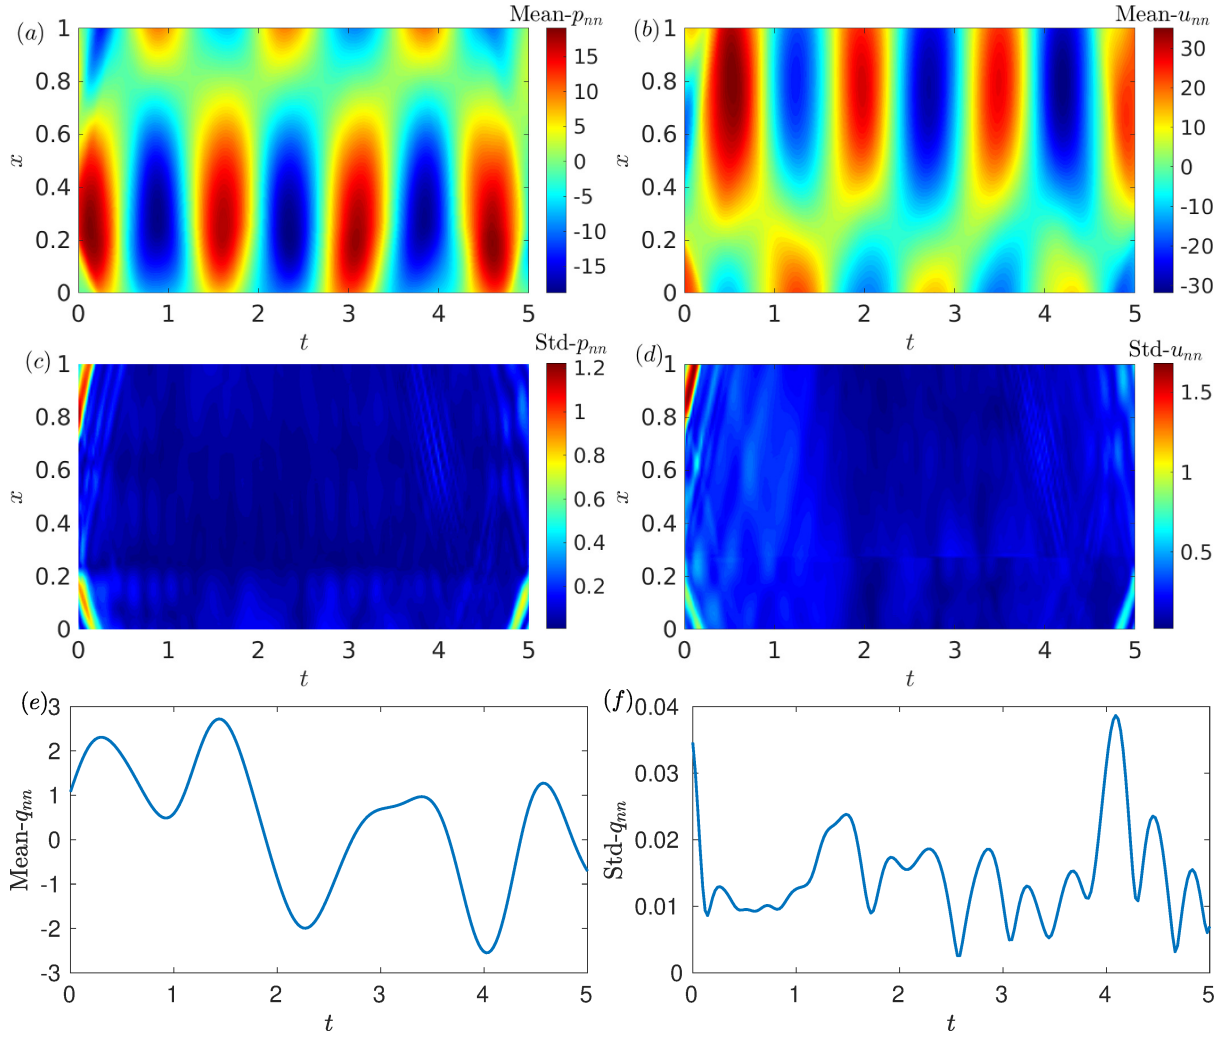 (a) Mean-p_nn
1
0.8
0.6
0.4
0.2
0
x
0 1 2 3 4 5
t
15
10
5
0
-5
-10
-15
(b) Mean-u_nn
1
0.8
0.6
0.4
0.2
0
x
0 1 2 3 4 5
t
30
20
10
0
-10
-20
-30
(c) Std-p_nn
1
0.8
0.6
0.4
0.2
0
x
0 1 2 3 4 5
t
1.2
1
0.8
0.6
0.4
0.2
(d) Std-u_nn
1
0.8
0.6
0.4
0.2
0
x
0 1 2 3 4 5
t
1.5
1
0.5
(e)
3
2
1
0
-1
-2
-3
Mean-q_nn
0 1 2 3 4 5
t
(f)
0.04
0.03
0.02
0.01
0
Std-q_nn
0 1 2 3 4 5
t